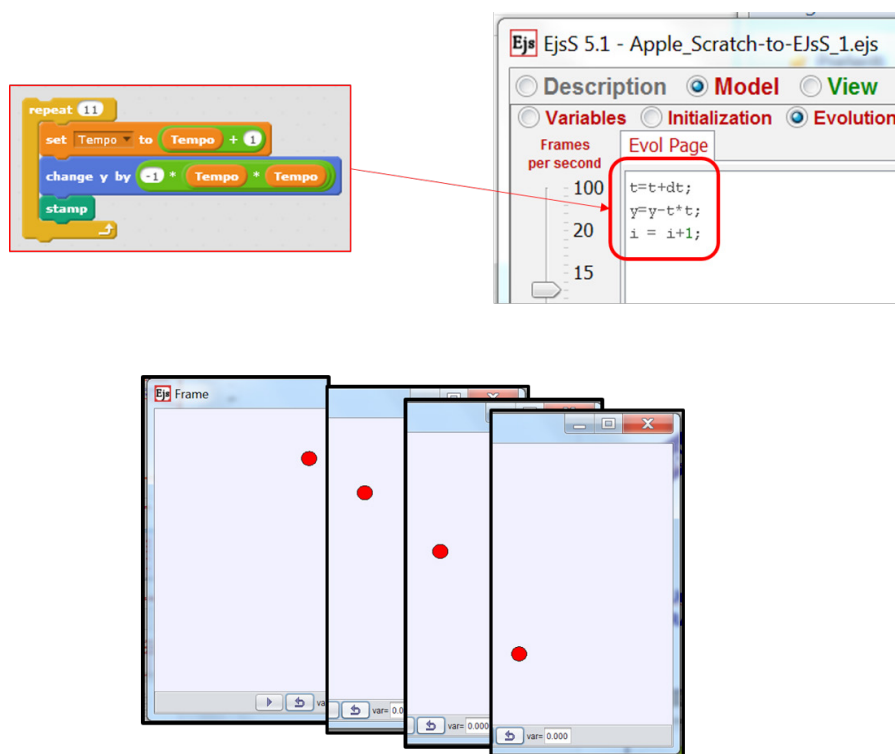 Ejs EjsS 5.1 - Apple_Scratch-to-EJsS_1.ejs
Description Model View
Variables Initialization Evolution
Frames
per second
Evol Page
100
20
15
t=t+dt;
y=y-t*t;
i = i+1;
repeat 11
set Tempo to Tempo + 1
change y by -1 * Tempo * Tempo
stamp
Ejs Frame
var= 0.000
var= 0.000